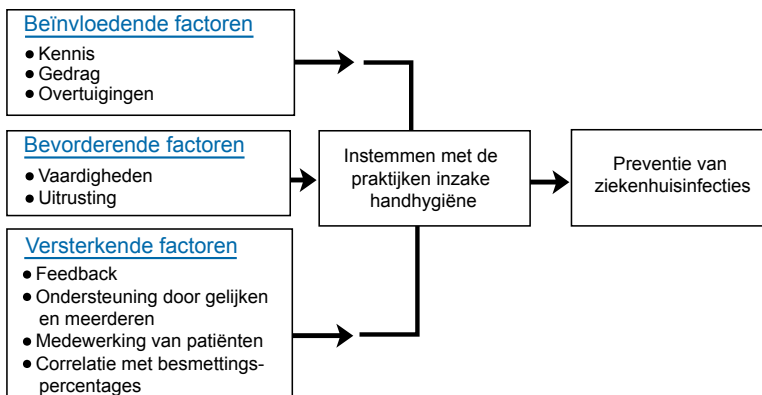 Beïnvloedende factoren
● Kennis
● Gedrag
● Overtuigingen
Bevorderende factoren
● Vaardigheden
● Uitrusting
Versterkende factoren
● Feedback
● Ondersteuning door gelijken
en meerderen
● Medewerking van patiënten
● Correlatie met besmettings-
percentages
Instemmen met de
praktijken inzake
handhygiëne
Preventie van
ziekenhuisinfecties